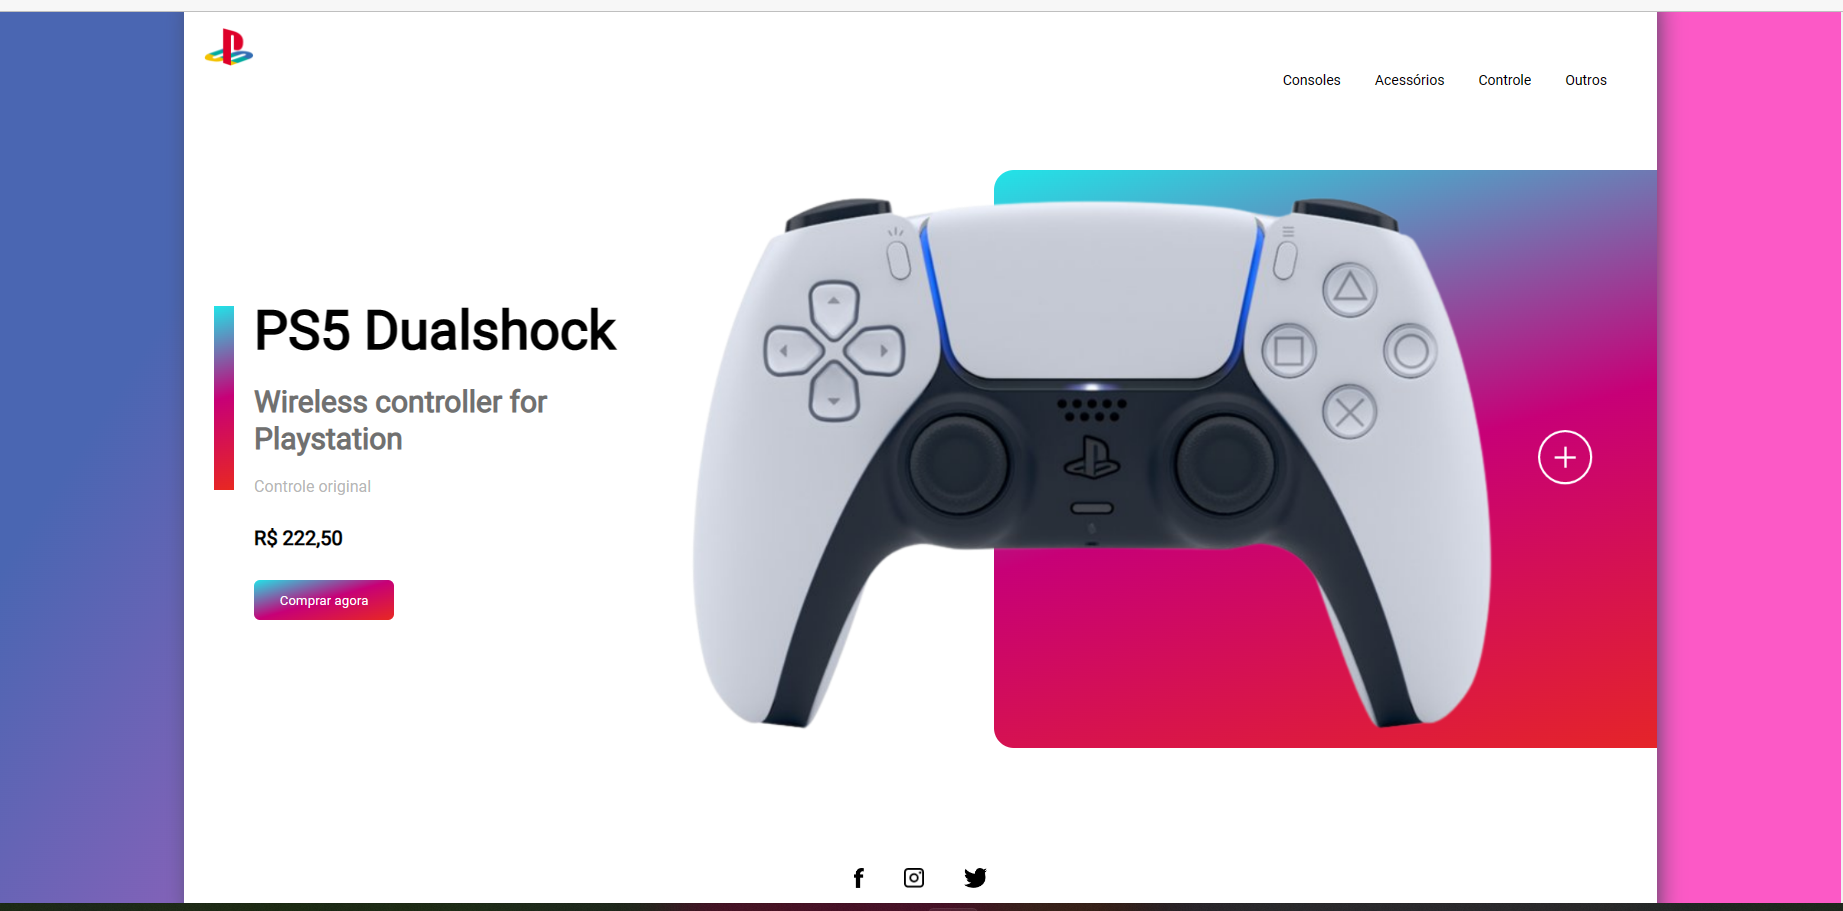 Consoles Acessórios Controle Outros
PS5 Dualshock
Wireless controller for
Playstation
Controle original
R$ 222,50
Comprar agora